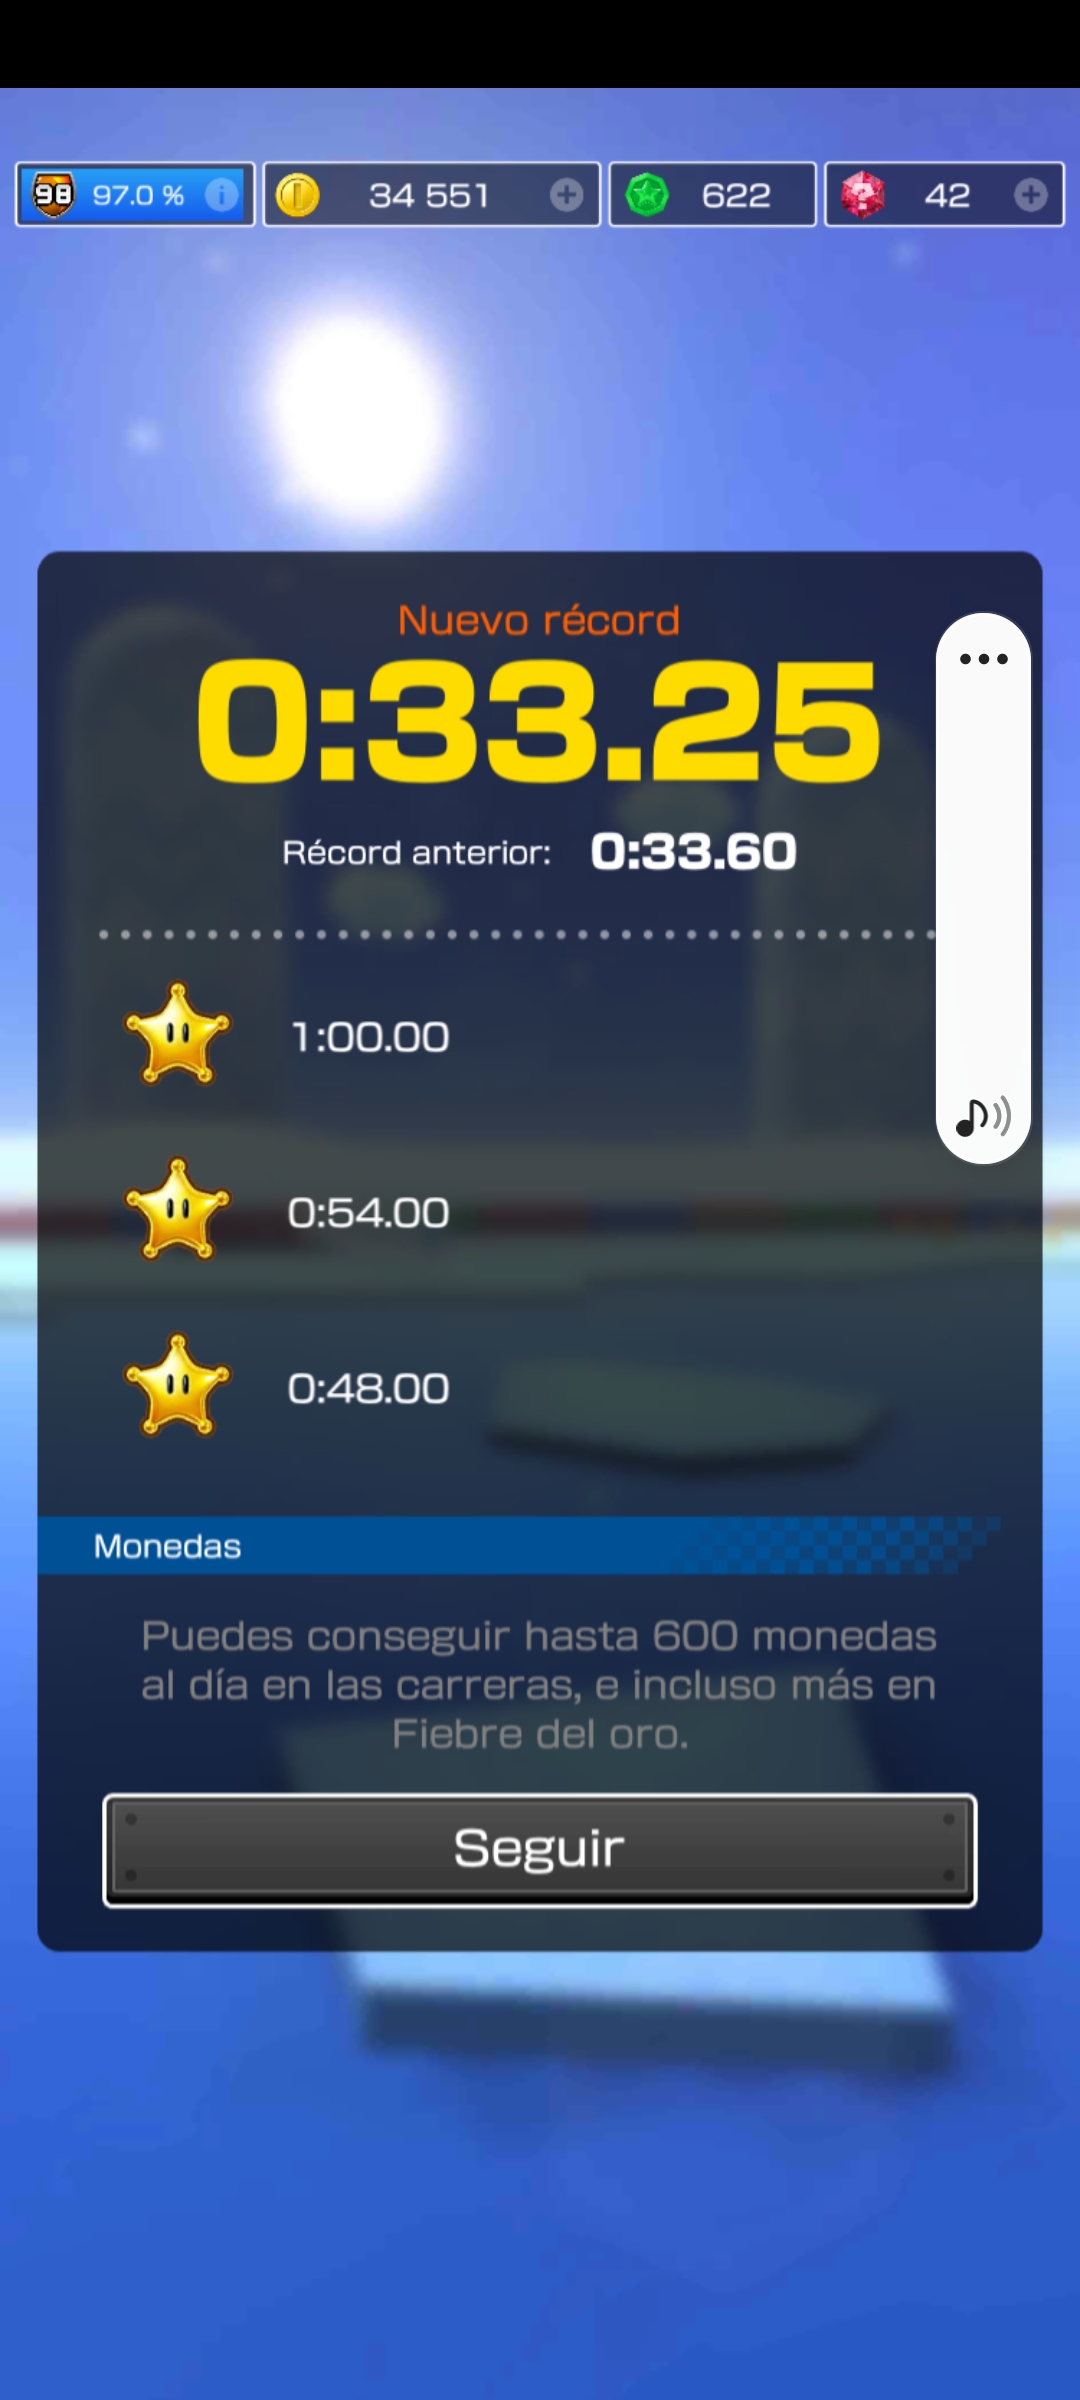 98 97.0 % i 34 551 + 622 ? 42 +
Nuevo récord
0:33.25
Récord anterior: 0:33.60
1:00.00
0:54.00
0:48.00
Monedas
Puedes conseguir hasta 600 monedas
al día en las carreras, e incluso más en
Fiebre del oro.
Seguir